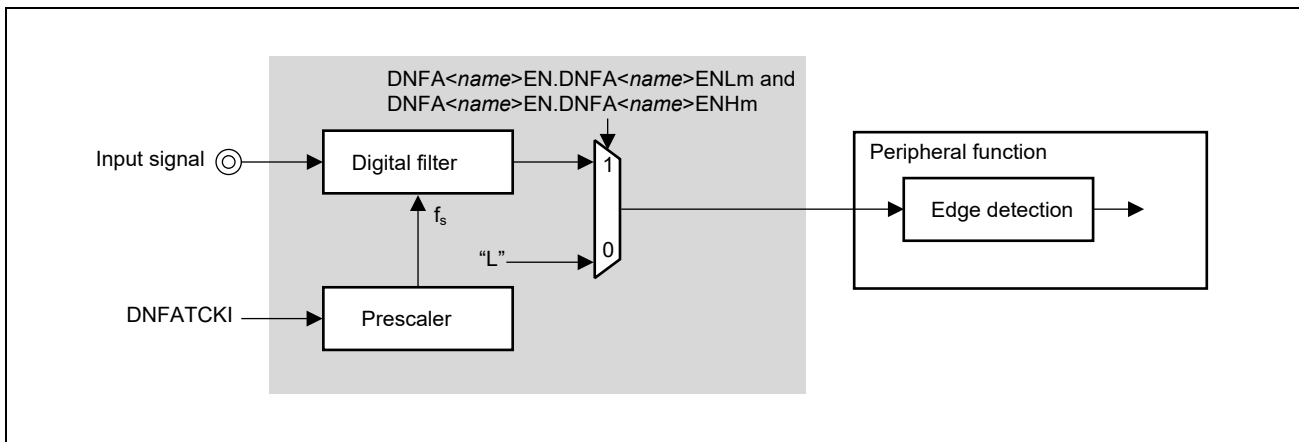 DNFA<name>EN.DNFA<name>ENLm and
DNFA<name>EN.DNFA<name>ENHm
Input signal
Digital filter
1
Peripheral function
Edge detection
fs
“L”
0
DNFATCKI
Prescaler